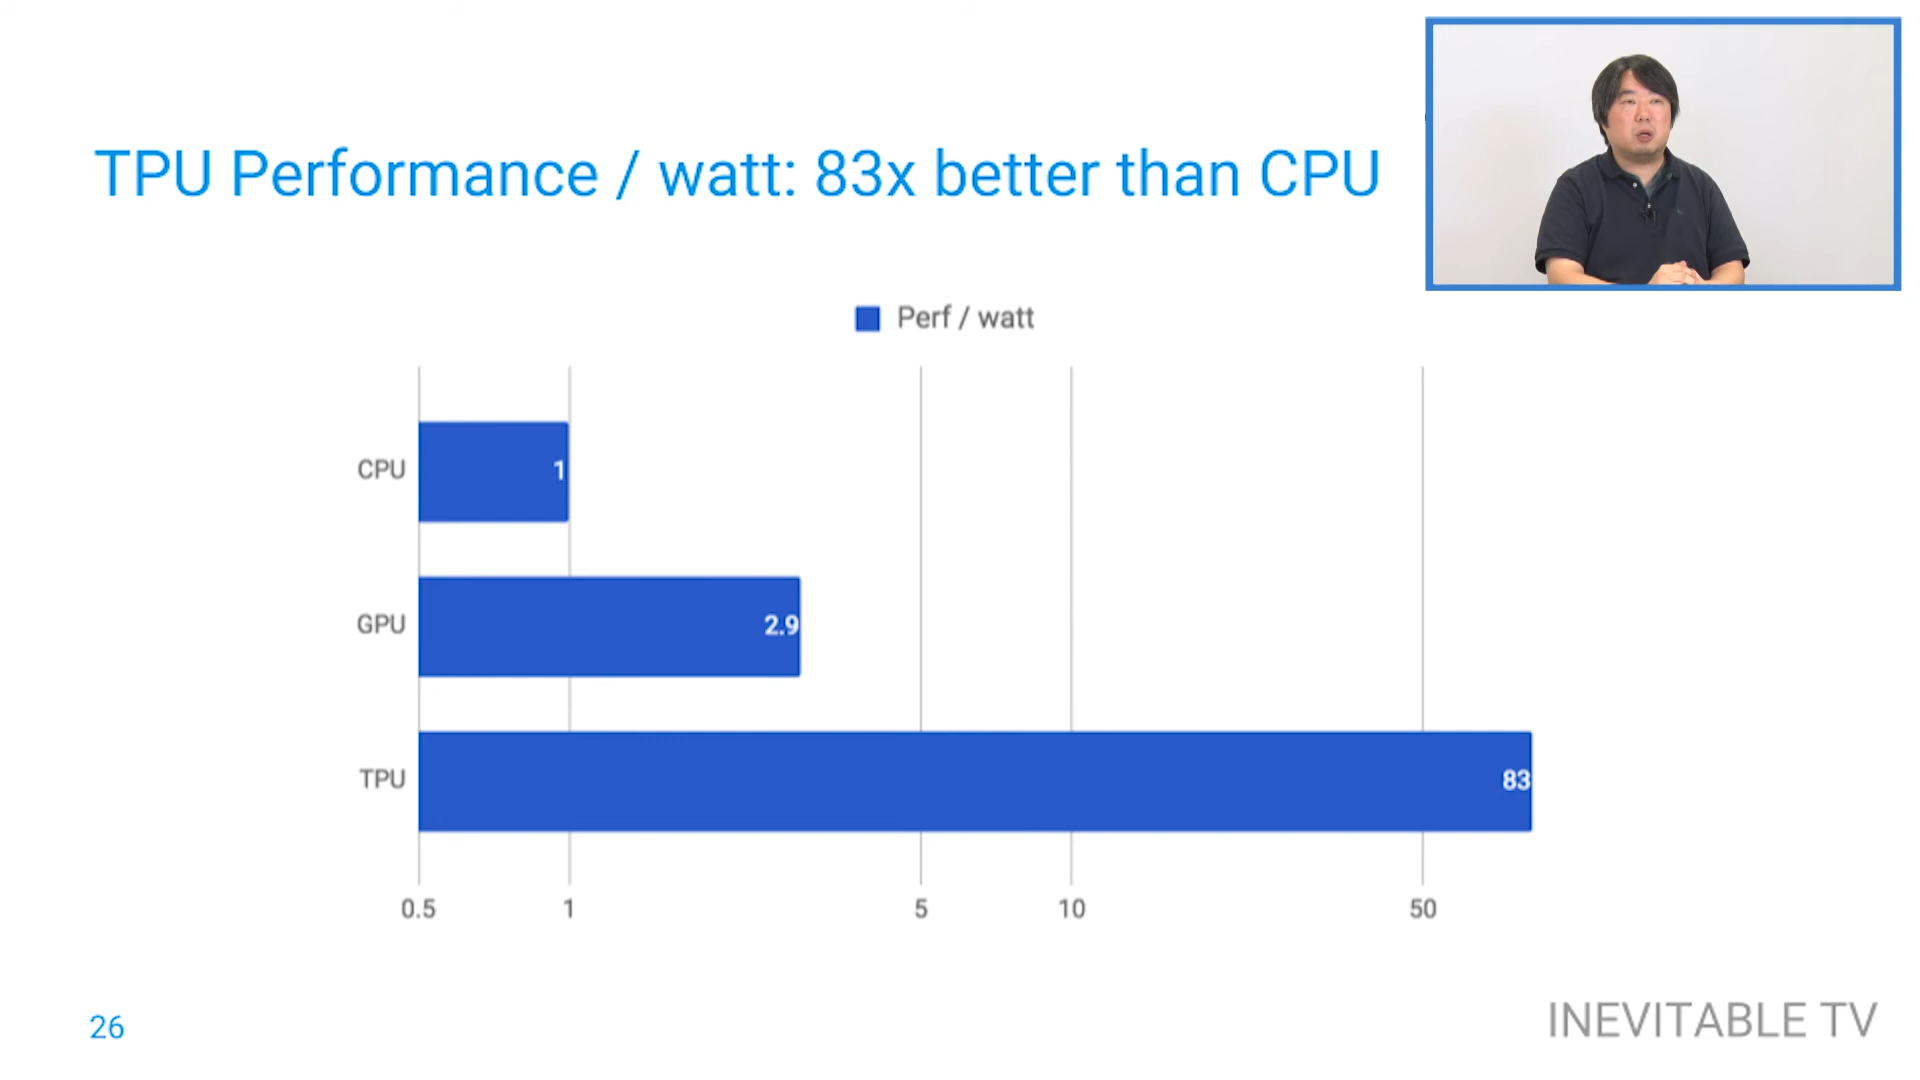 TPU Performance / watt: 83x better than CPU
Perf / watt
CPU
1
GPU
2.9
TPU
83
0.5 1 5 10 50
26
INEVITABLE TV